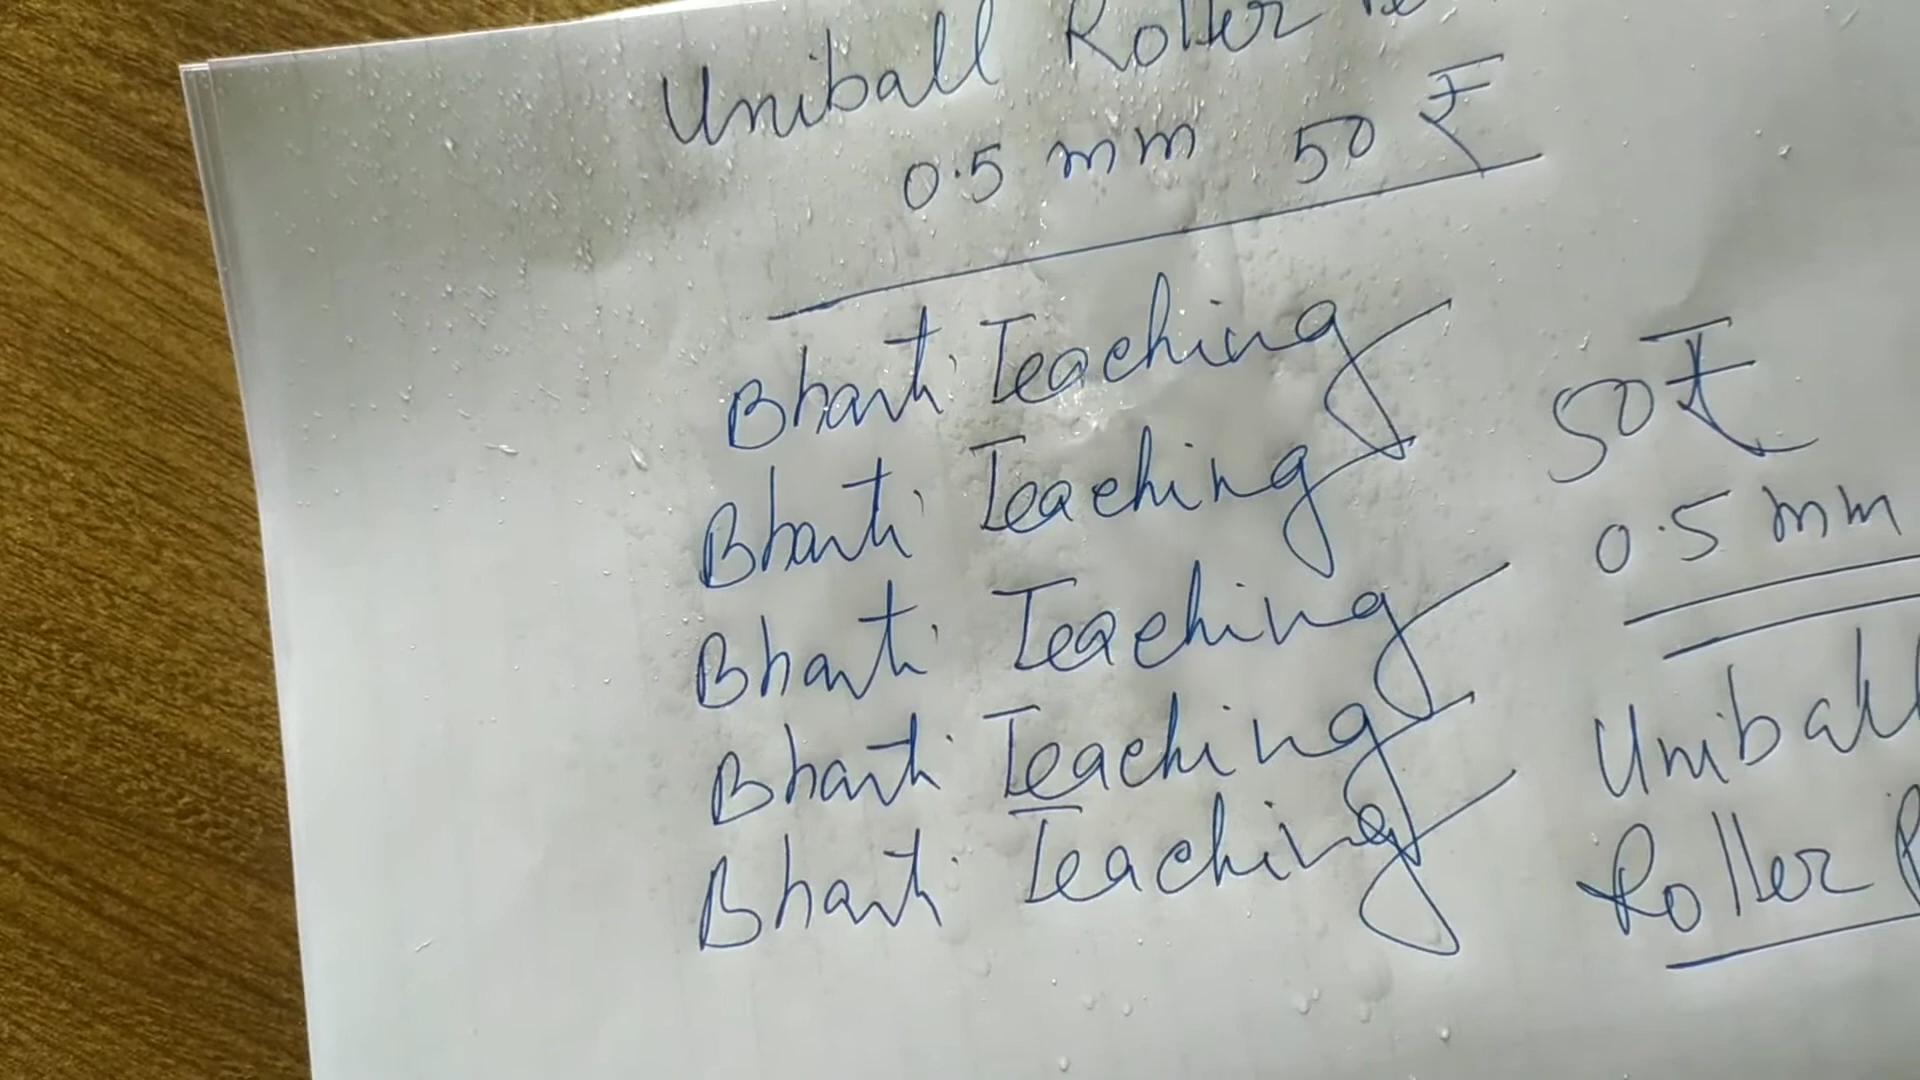 Uniball Roller
0.5 mm 50 ₹
Bharti Teaching
Bharti Teaching
Bharti Teaching
Bharti Teaching
Bharti Teaching
50 ₹
0.5 mm
Uniball
Roller